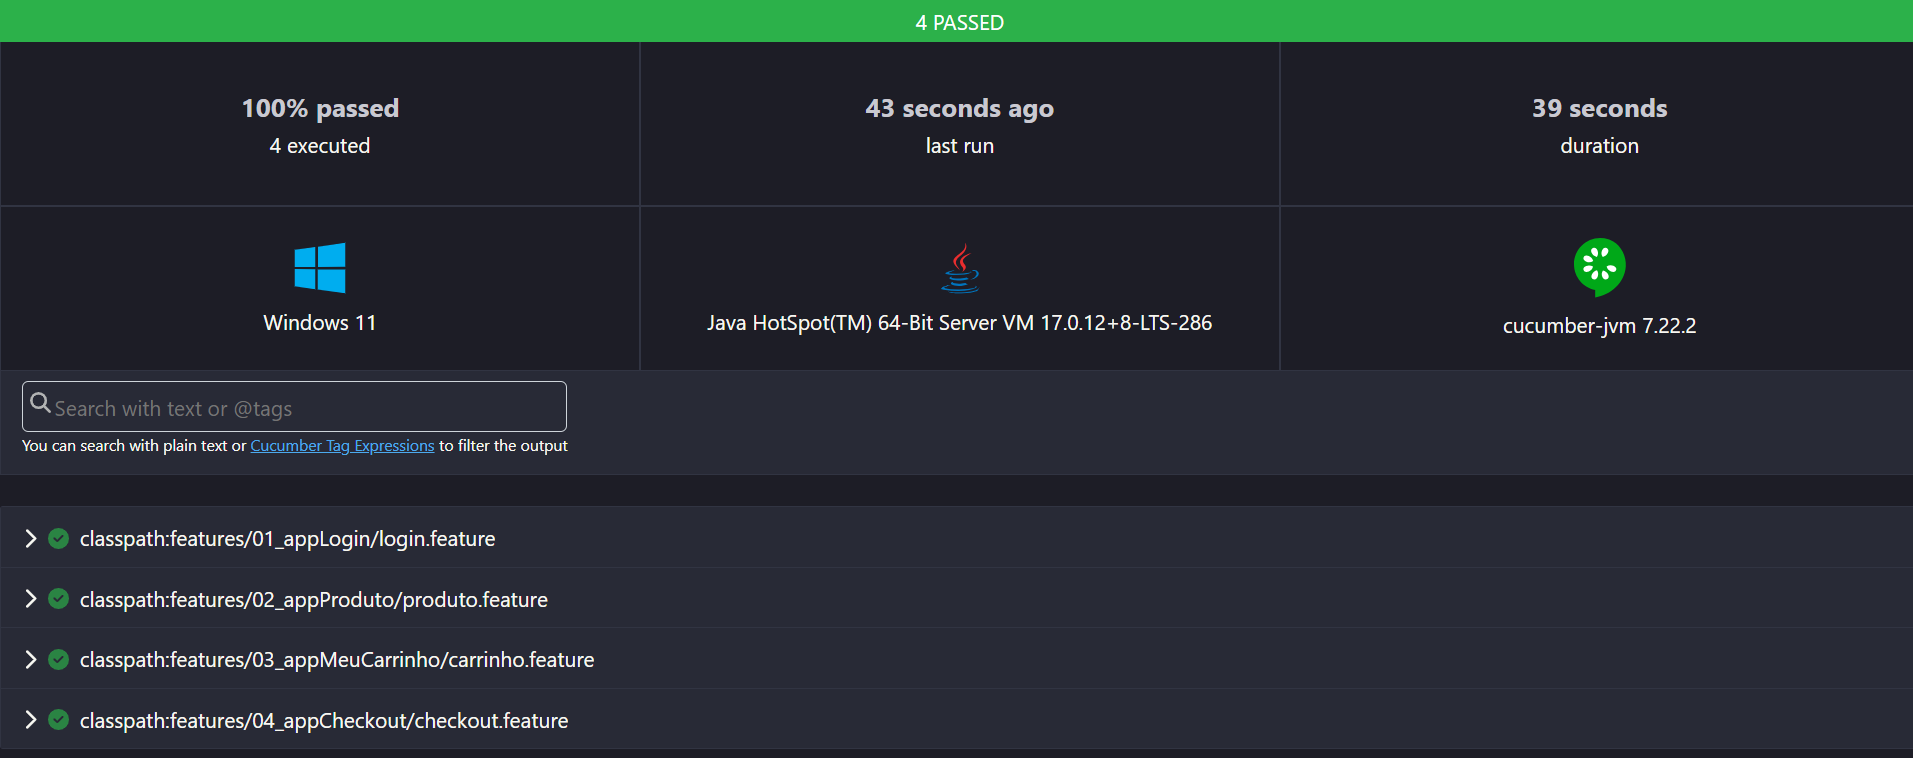 4 PASSED
100% passed
4 executed
43 seconds ago
last run
39 seconds
duration
Windows 11
Java HotSpot(TM) 64-Bit Server VM 17.0.12+8-LTS-286
cucumber-jvm 7.22.2
Search with text or @tags
You can search with plain text or Cucumber Tag Expressions to filter the output
classpath:features/01_appLogin/login.feature
classpath:features/02_appProduto/produto.feature
classpath:features/03_appMeuCarrinho/carrinho.feature
classpath:features/04_appCheckout/checkout.feature